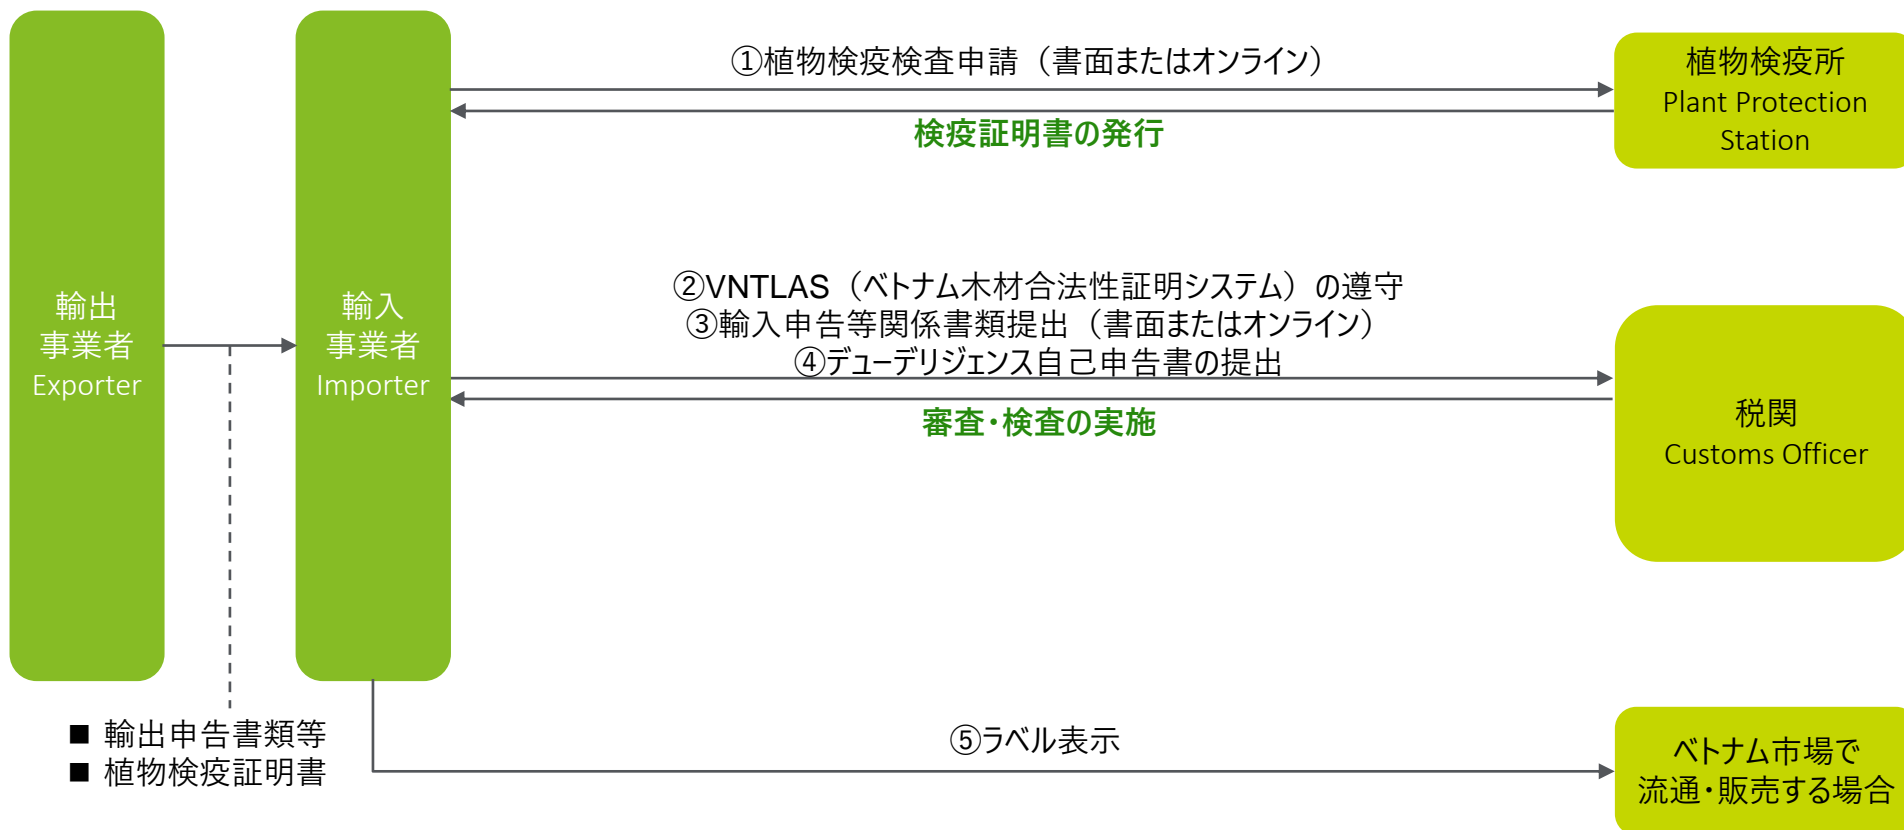 輸出
事業者
Exporter
輸入
事業者
Importer
①植物検疫検査申請（書面またはオンライン）
検疫証明書の発行
植物検疫所
Plant Protection
Station
②VNTLAS（ベトナム木材合法性証明システム）の遵守
③輸入申告等関係書類提出（書面またはオンライン）
④デューデリジェンス自己申告書の提出
審査・検査の実施
税関
Customs Officer
■ 輸出申告書類等
■ 植物検疫証明書
⑤ラベル表示
ベトナム市場で
流通・販売する場合